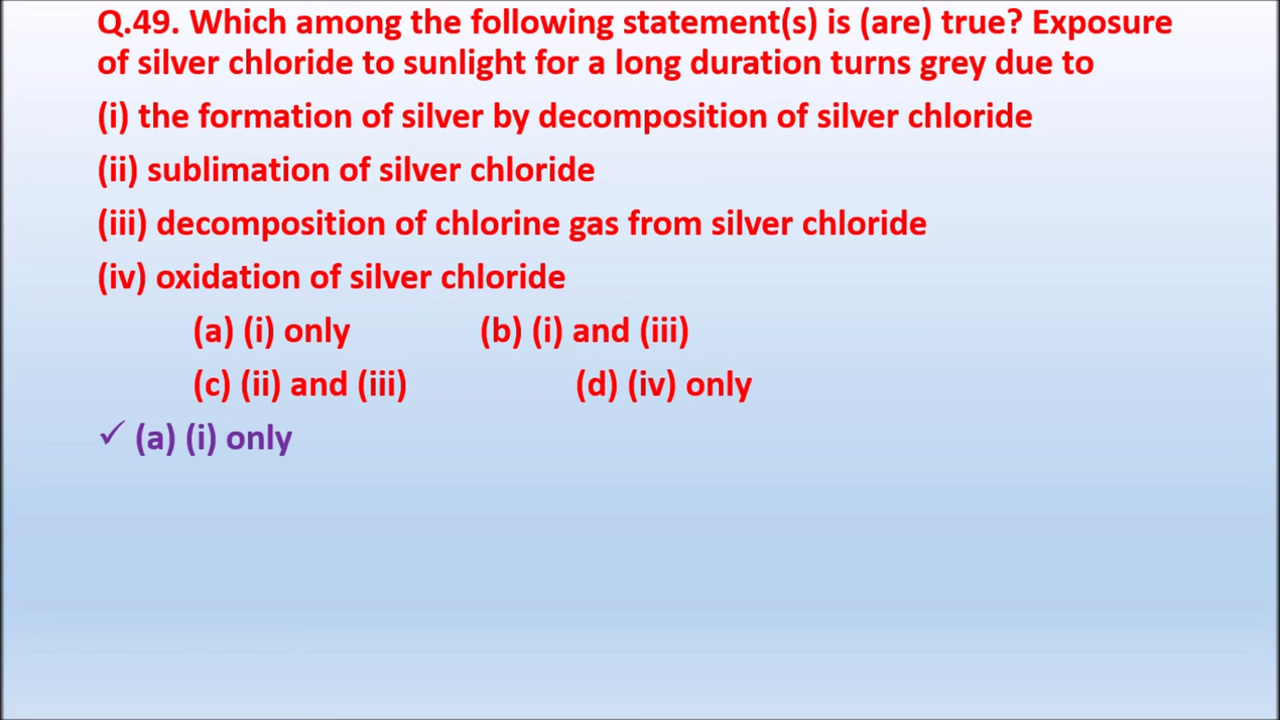 Q.49. Which among the following statement(s) is (are) true? Exposure
of silver chloride to sunlight for a long duration turns grey due to
(i) the formation of silver by decomposition of silver chloride
(ii) sublimation of silver chloride
(iii) decomposition of chlorine gas from silver chloride
(iv) oxidation of silver chloride
(a) (i) only (b) (i) and (iii)
(c) (ii) and (iii) (d) (iv) only
✓ (a) (i) only